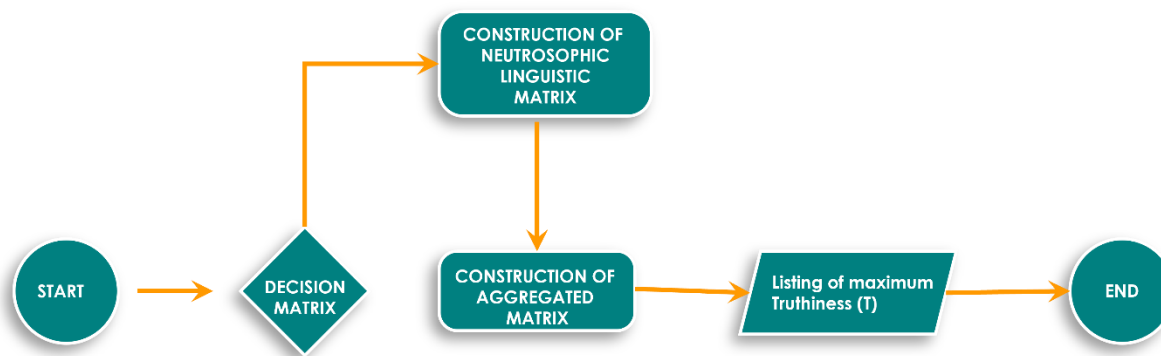 START
DECISION
MATRIX
CONSTRUCTION OF
NEUTROSOPHIC
LINGUISTIC
MATRIX
CONSTRUCTION OF
AGGREGATED
MATRIX
Listing of maximum
Truthiness (T)
END